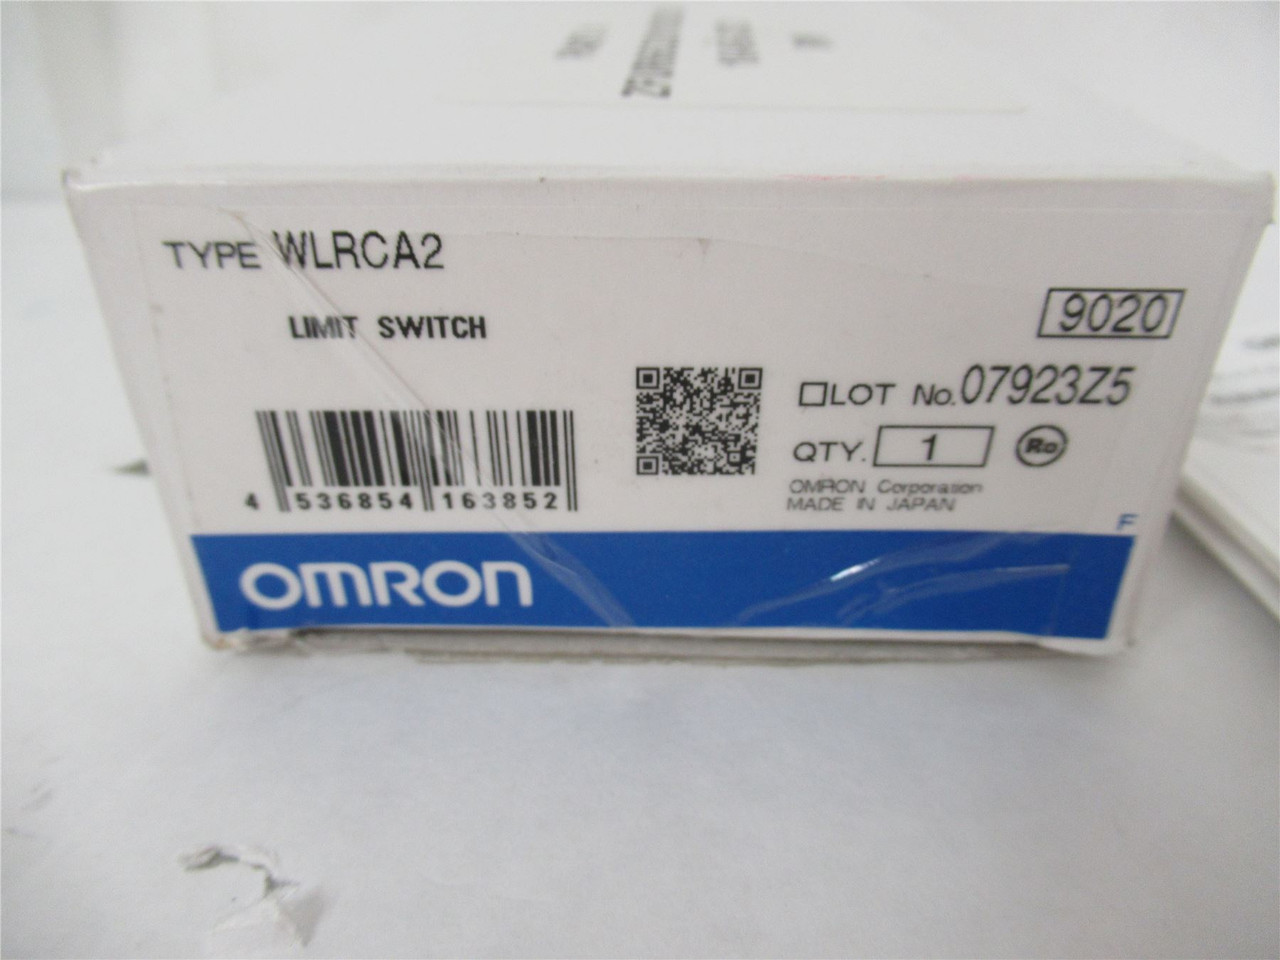 TYPE WLRCA2
LIMIT SWITCH
9020
LOT No. 07923Z5
QTY. 1 Ro
4 536854 163852
OMRON Corporation
MADE IN JAPAN
F
OMRON